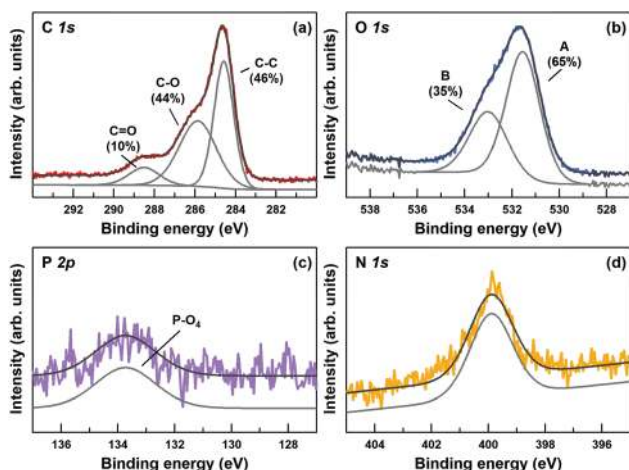 C 1s
(a)
C-C
(46%)
C-O
(44%)
C=O
(10%)
Intensity (arb. units)
292 290 288 286 284 282 280
Binding energy (eV)
O 1s
(b)
A
(65%)
B
(35%)
Intensity (arb. units)
538 536 534 532 530 528
Binding energy (eV)
P 2p
(c)
P-O₄
Intensity (arb. units)
136 134 132 130 128
Binding energy (eV)
N 1s
(d)
Intensity (arb. units)
404 402 400 398 396
Binding energy (eV)